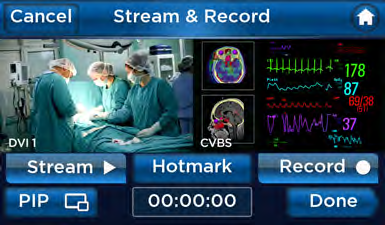 Cancel Stream & Record
178
87
69/38
37
DVI 1 CVBS
Stream Hotmark Record
PIP 00:00:00 Done